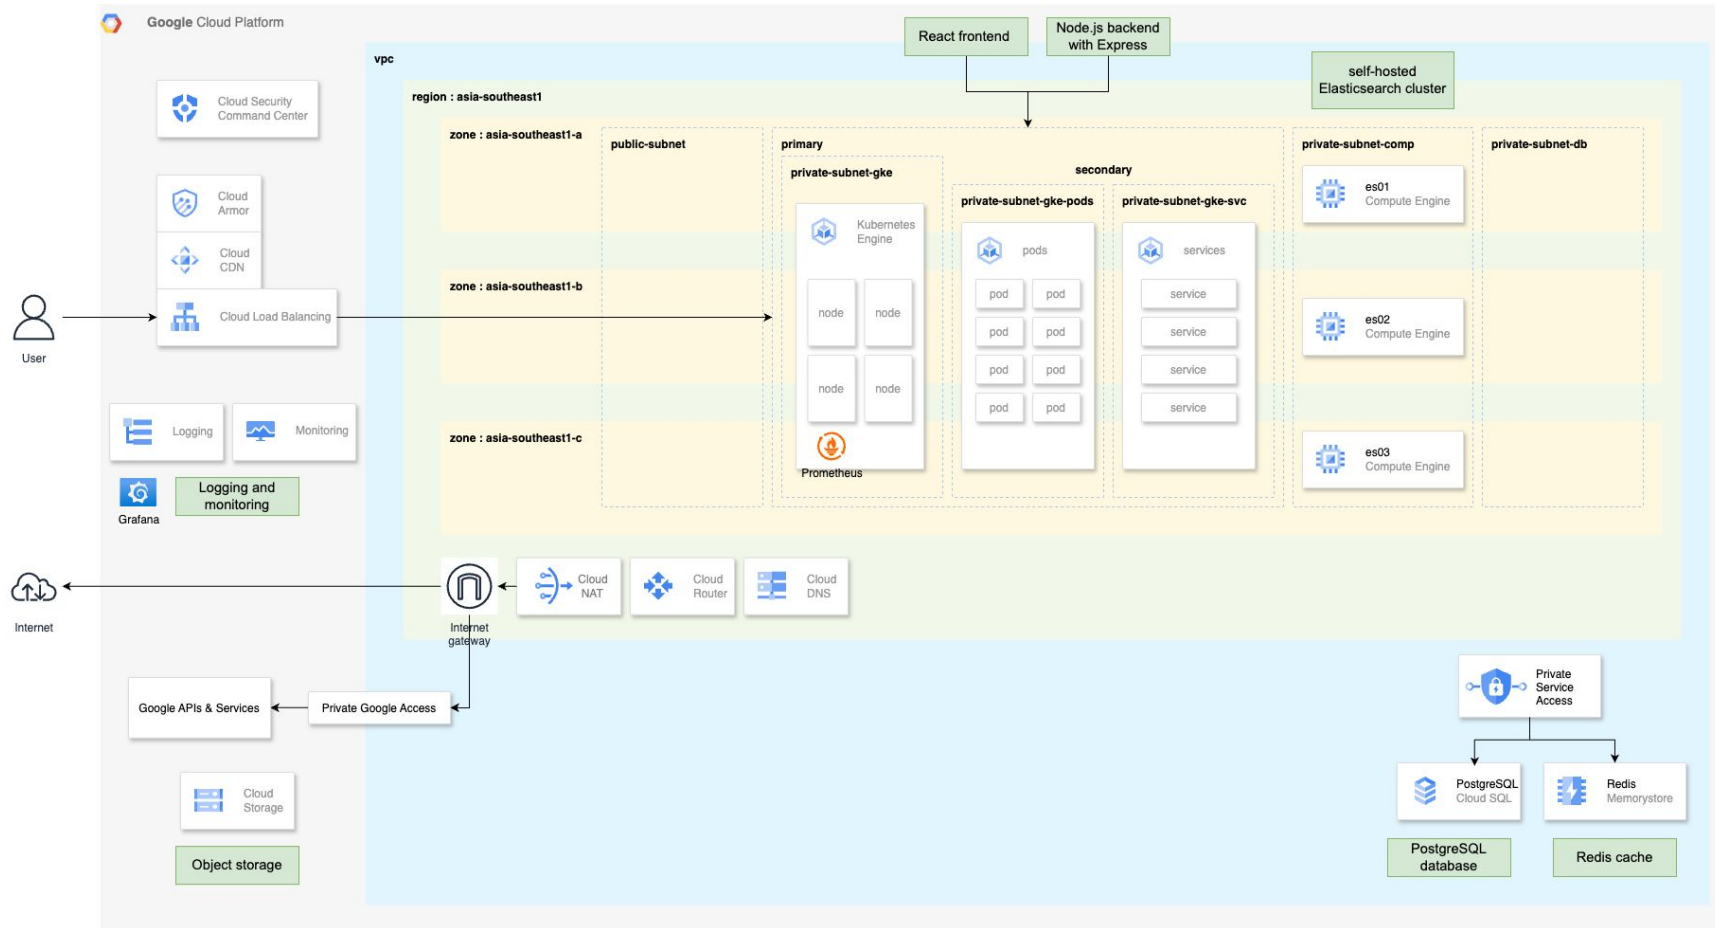 Google Cloud Platform
React frontend
Node.js backend
with Express
vpc
self-hosted
Elasticsearch cluster
Cloud Security
Command Center
region : asia-southeast1
zone : asia-southeast1-a
public-subnet
primary
private-subnet-comp
private-subnet-db
private-subnet-gke
secondary
es01
Compute Engine
Cloud
Armor
private-subnet-gke-pods
private-subnet-gke-svc
Kubernetes
Engine
pods
services
Cloud
CDN
zone : asia-southeast1-b
pod
pod
service
Cloud Load Balancing
node
node
es02
Compute Engine
pod
pod
service
User
pod
pod
service
node
node
pod
pod
service
Logging
Monitoring
zone : asia-southeast1-c
es03
Compute Engine
Prometheus
Logging and
monitoring
Grafana
Cloud
NAT
Cloud
Router
Cloud
DNS
Internet
Internet
gateway
Private
Service
Access
Google APIs & Services
Private Google Access
Cloud
Storage
PostgreSQL
Cloud SQL
Redis
Memorystore
Object storage
PostgreSQL
database
Redis cache